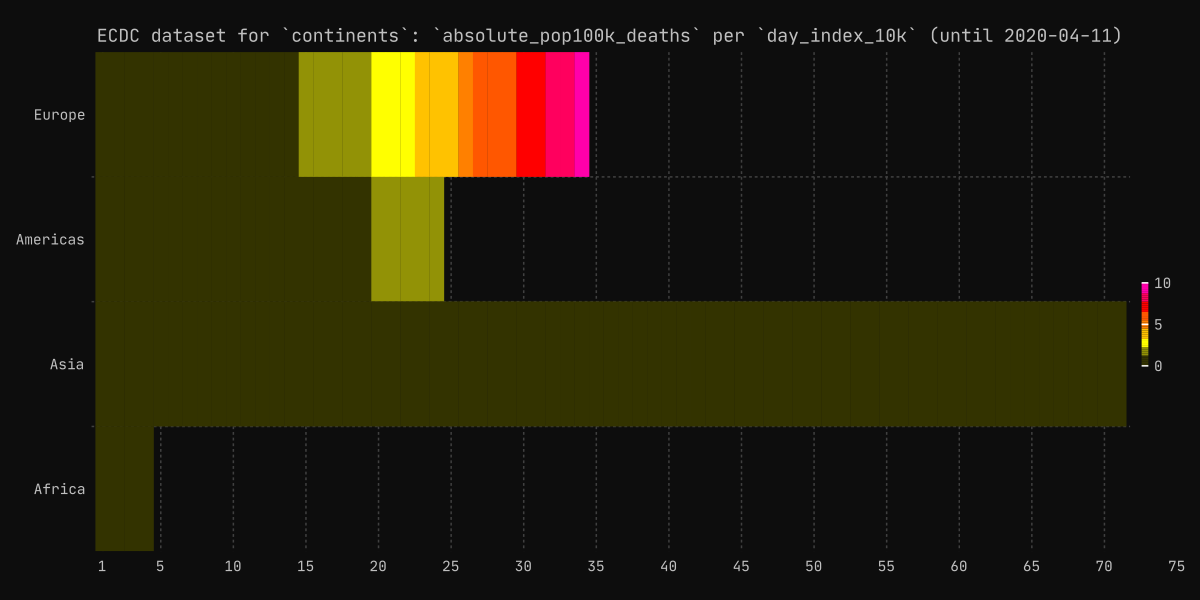 ECDC dataset for `continents`: `absolute_pop100k_deaths` per `day_index_10k` (until 2020-04-11)
Europe
Americas
Asia
Africa
10
5
0
1 5 10 15 20 25 30 35 40 45 50 55 60 65 70 75